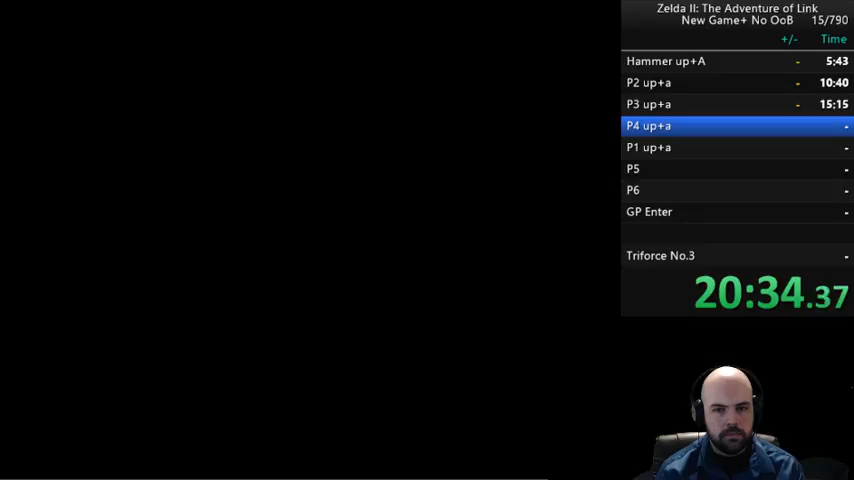 Zelda II: The Adventure of Link
New Game+ No OoB 15/790
+/- Time
Hammer up+A - 5:43
P2 up+a - 10:40
P3 up+a - 15:15
P4 up+a -
P1 up+a -
P5 -
P6 -
GP Enter -
Triforce No.3 -
20:34.37